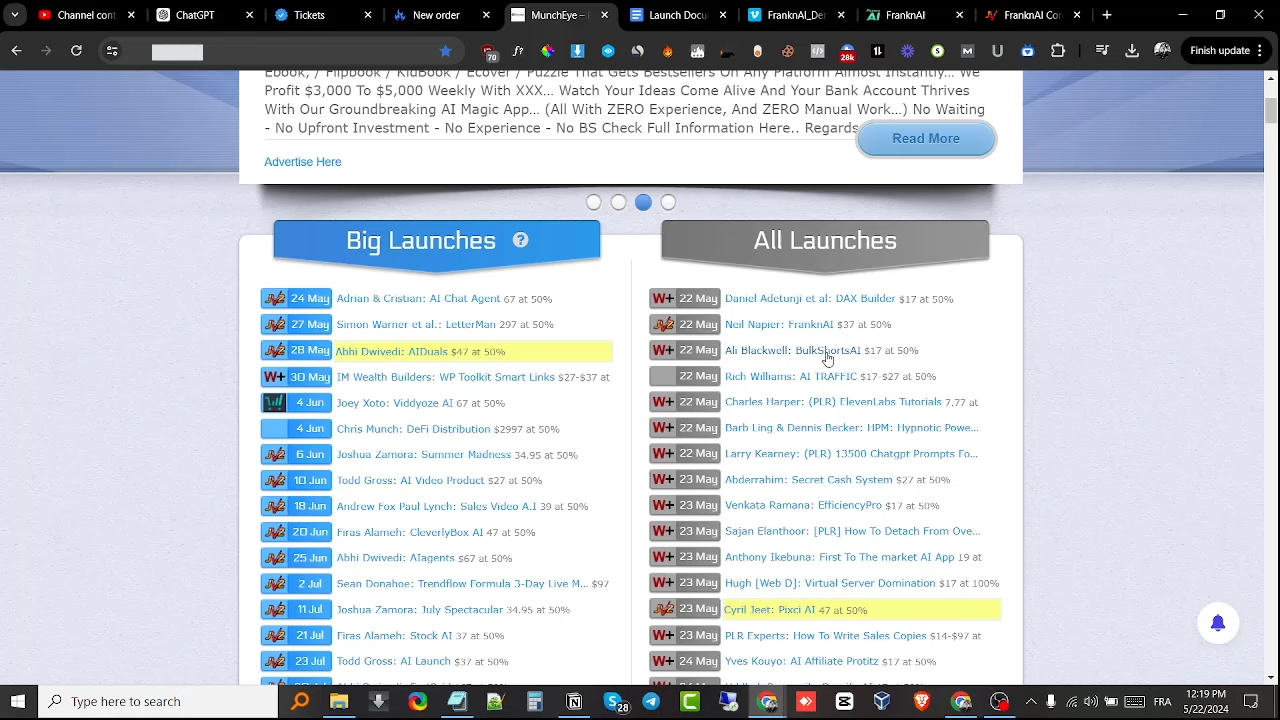 Constant
ChatGPT
Tickets
New order
MunchEye –
Launch Docu
FranknAI_De
FranknAI
FranknAI Cor
70
28k
Finish update
Ebook, / Flipbook / KidBook / Ecover / Puzzle That Gets Bestsellers On Any Platform Almost Instantly... We
Profit $3,000 To $5,000 Weekly With XXX... Watch Your Ideas Come Alive And Your Bank Account Thrives
With Our Groundbreaking AI Magic App... (All With ZERO Experience, And ZERO Manual Work...) No Waiting
- No Upfront Investment - No Experience - No BS Check Full Information Here.. Regards
Read More
Advertise Here
Big Launches ?
24 May Adrian & Cristian: AI Chat Agent 67 at 50%
27 May Simon Warner et al.: LetterMan 297 at 50%
28 May Abhi Dwivedi: AIDuals $47 at 50%
W+ 30 May IM Wealth Builders: WP Toolkit Smart Links $27-$37 at
4 Jun Joey Xoto: Viddyoze AI 67 at 50%
4 Jun Chris Munch: DeFi Distribution $2997 at 50%
6 Jun Joshua Zamora: Summer Madness 34.95 at 50%
10 Jun Todd Gross: AI Video Product $27 at 50%
18 Jun Andrew Fox Paul Lynch: Sales Video A.I 39 at 50%
20 Jun Firas Alameh: CleverlyBox AI 47 at 50%
25 Jun Abhi Dwivedi: AIagents $67 at 50%
2 Jul Sean Donahoe: Trendflow Formula 3-Day Live M... $97
11 Jul Joshua Zamora: July Spectacular 34.95 at 50%
21 Jul Firas Alameh: Stock AI 37 at 50%
23 Jul Todd Gross: AI Launch $37 at 50%
All Launches
W+ 22 May Daniel Adetunji et al: DAX Builder $17 at 50%
22 May Neil Napier: FranknAI $37 at 50%
W+ 22 May Ali Blackwell: BulkShortsAI $17 at 50%
22 May Rich Williams: AI TRAFFIC $17-$27 at 50%
W+ 22 May Charles Harper: (PLR) ElevenLabs Tutorials 7.77 at
W+ 22 May Barb Ling & Dennis Becker: HPM: Hypnotic Powe...
W+ 22 May Larry Kearney: (PLR) 13500 Chatgpt Prompts Fo...
W+ 23 May Abderrahim: Secret Cash System $27 at 50%
W+ 23 May Venkata Ramana: EfficiencyPro $17 at 50%
W+ 23 May Sajan Elanthoor: [PLR] How To Detach From Ove...
W+ 23 May Anthony Ikebuna: First To The market AI App 19 at
W+ 23 May Hugh [Web D]: Virtual Server Domination $17 at 100%
23 May Cyril Jeet: Pixci AI 47 at 50%
W+ 23 May PLR Experts: How To Write Sales Copies $14-$97 at
W+ 24 May Yves Kouyo: AI Affiliate Protitz $17 at 50%
Type here to search
28
FRA
12:19 PM
5/22/2024